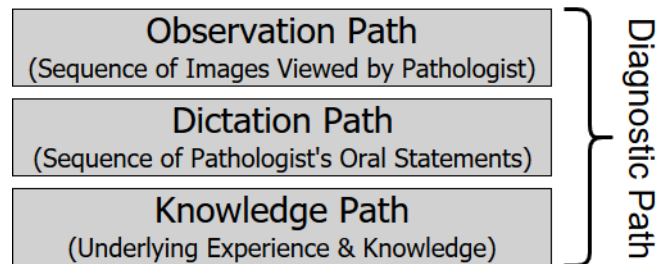 Observation Path
(Sequence of Images Viewed by Pathologist)
Dictation Path
(Sequence of Pathologist's Oral Statements)
Knowledge Path
(Underlying Experience & Knowledge)
Diagnostic Path